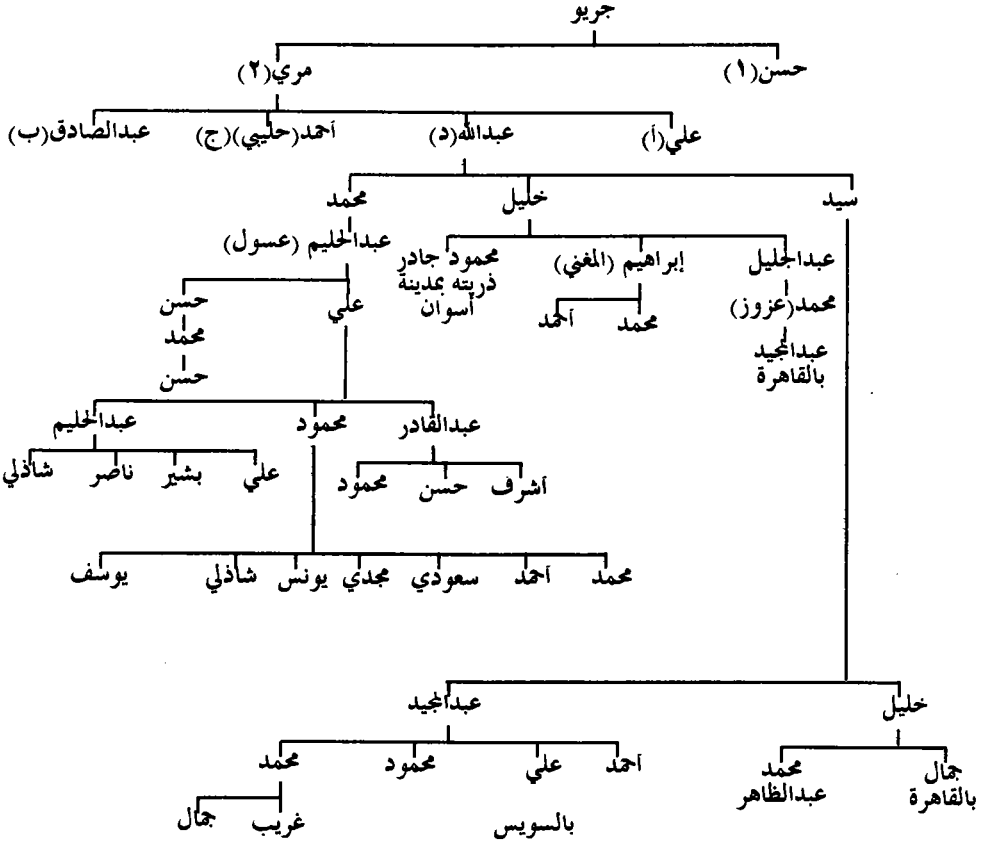 جريو
حسن(١) مري(٢)
علي(أ) عبدالله(د) أحمد(حليبي)(ج) عبدالصادق(ب)
سيد خليل محمد
عبدالحليم (عسول)
عبدالجليل إبراهيم (المغني) محمود جادر
ذريته بمدينة
أسوان
محمد(عزوز) محمد أحمد علي حسن
عبدالمجيد محمد
بالقاهرة حسن
عبدالقادر محمود عبدالحليم
أشرف حسن محمود علي بشير ناصر شاذلي
محمد أحمد سعودي مجدي يونس شاذلي يوسف
خليل عبدالمجيد
جمال محمد أحمد علي محمود محمد
بالقاهرة عبدالظاهر
بالسويس غريب جمال